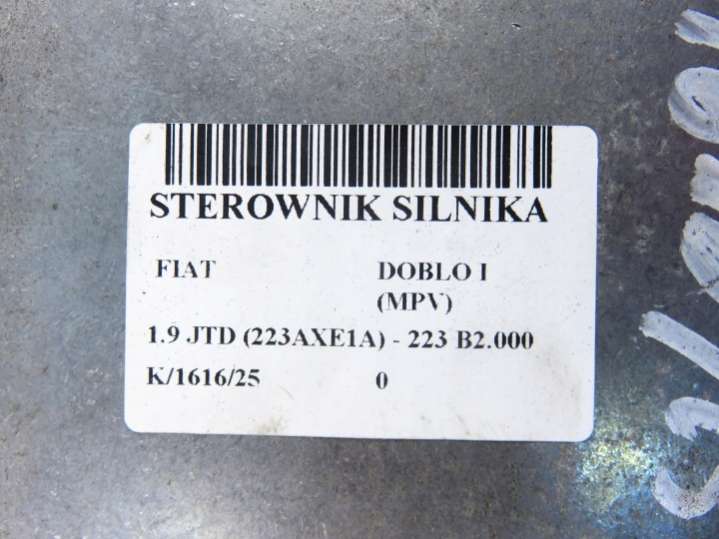 STEROWNIK SILNIKA
FIAT DOBLO I
(MPV)
1.9 JTD (223AXE1A) - 223 B2.000
K/1616/25 0